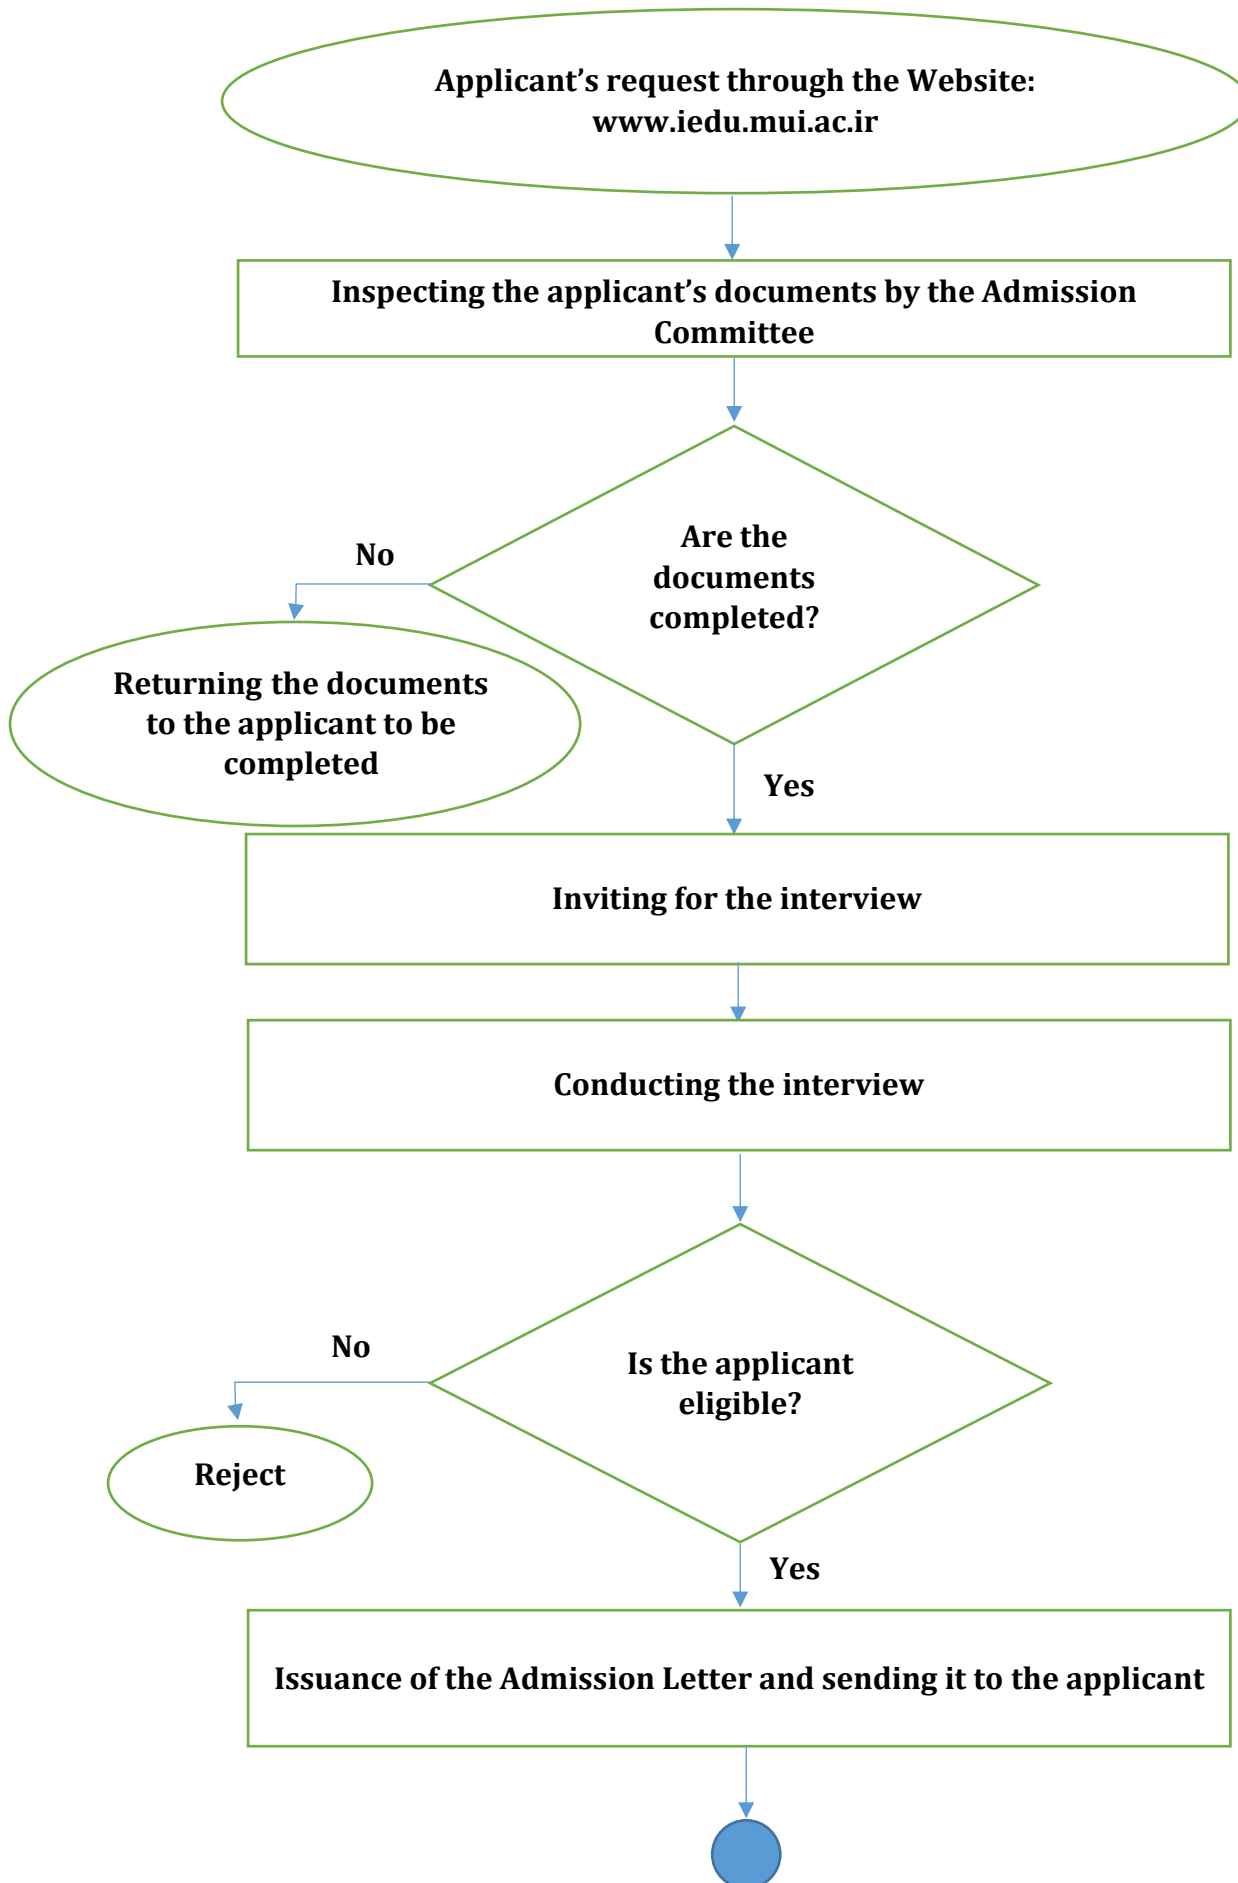 Applicant’s request through the Website:
www.iedu.mui.ac.ir
Inspecting the applicant’s documents by the Admission
Committee
Are the
documents
completed?
No
Returning the documents
to the applicant to be
completed
Yes
Inviting for the interview
Conducting the interview
Is the applicant
eligible?
No
Reject
Yes
Issuance of the Admission Letter and sending it to the applicant